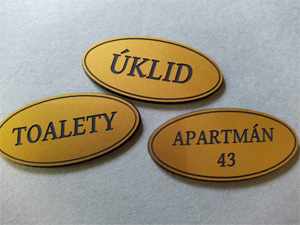 ÚKLID
TOALETY
APARTMÁN
43